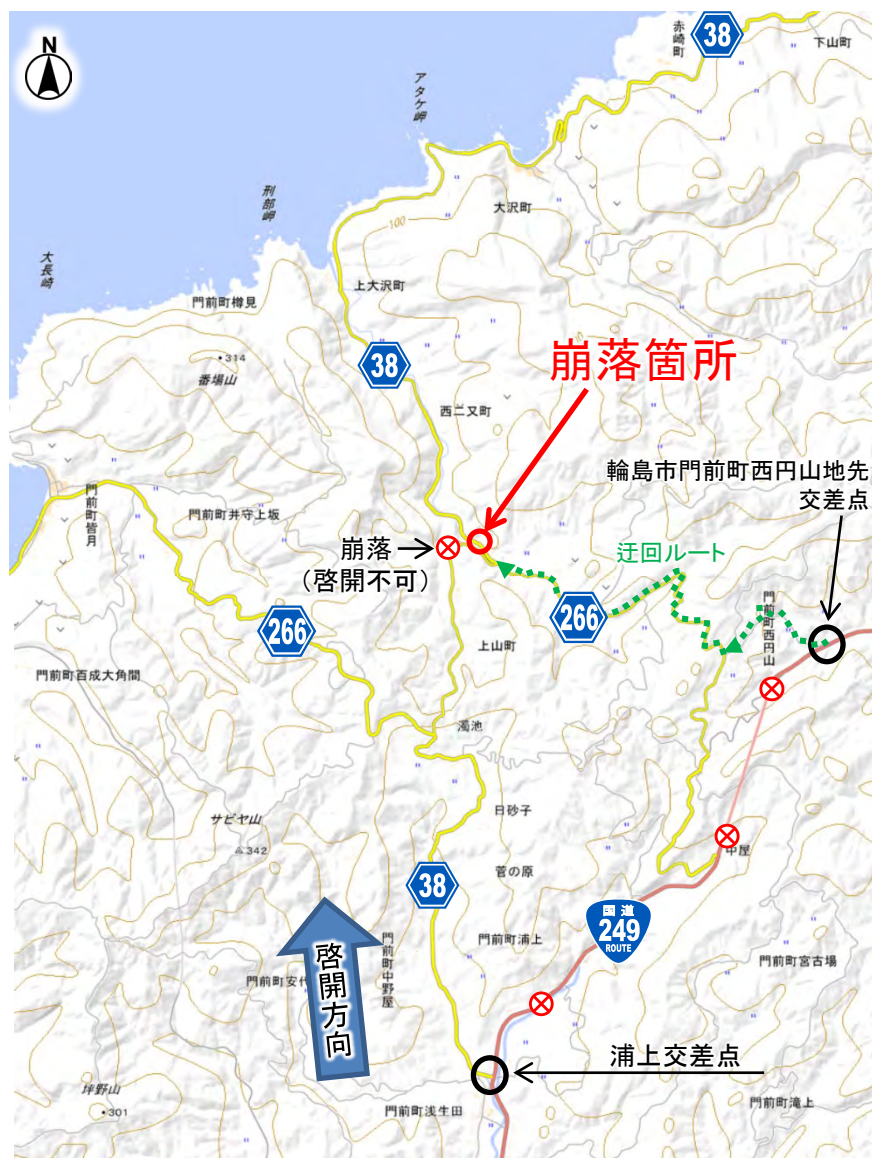 N
赤崎町
38
下山町
アタケ岬
刑部岬
大沢町
100
大長崎
上大沢町
門前町樽見
314
番場山
38
崩落箇所
西二又町
輪島市門前町西円山地先
交差点
門前町皆月
門前町井守上坂
崩落
(啓開不可)
迂回ルート
266
266
門前町西円山
上山町
門前町百成大角間
濁池
日砂子
サビヤ山
342
中屋
菅の原
38
国道
249
ROUTE
門前町浦上
門前町中野屋
門前町宮古場
啓開方向
門前町安代
浦上交差点
坪野山
301
門前町浅生田
門前町滝上